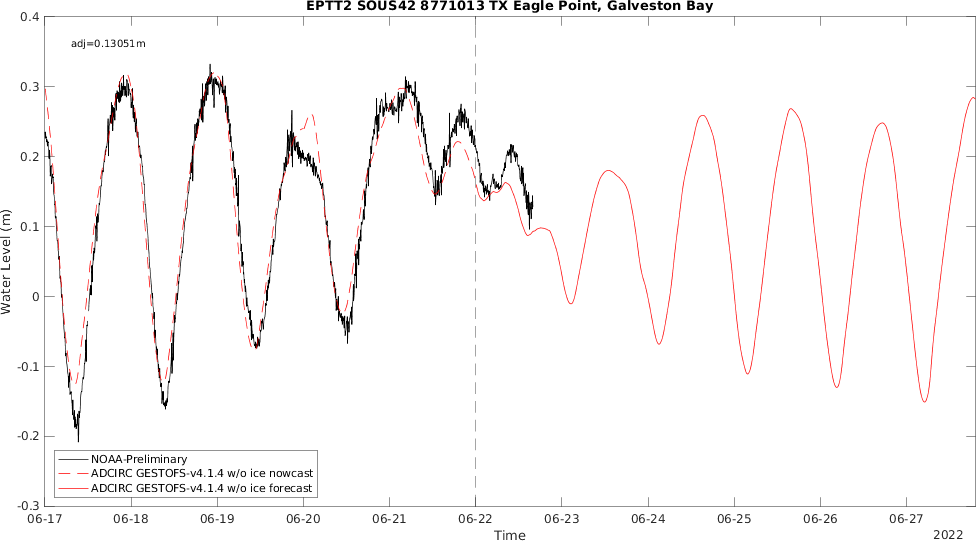 EPTT2 SOUS42 8771013 TX Eagle Point, Galveston Bay
adj=0.13051m
0.4
0.3
0.2
0.1
0
-0.1
-0.2
-0.3
Water Level (m)
NOAA-Preliminary
ADCIRC GESTOFS-v4.1.4 w/o ice nowcast
ADCIRC GESTOFS-v4.1.4 w/o ice forecast
06-17 06-18 06-19 06-20 06-21 06-22 06-23 06-24 06-25 06-26 06-27
Time
2022